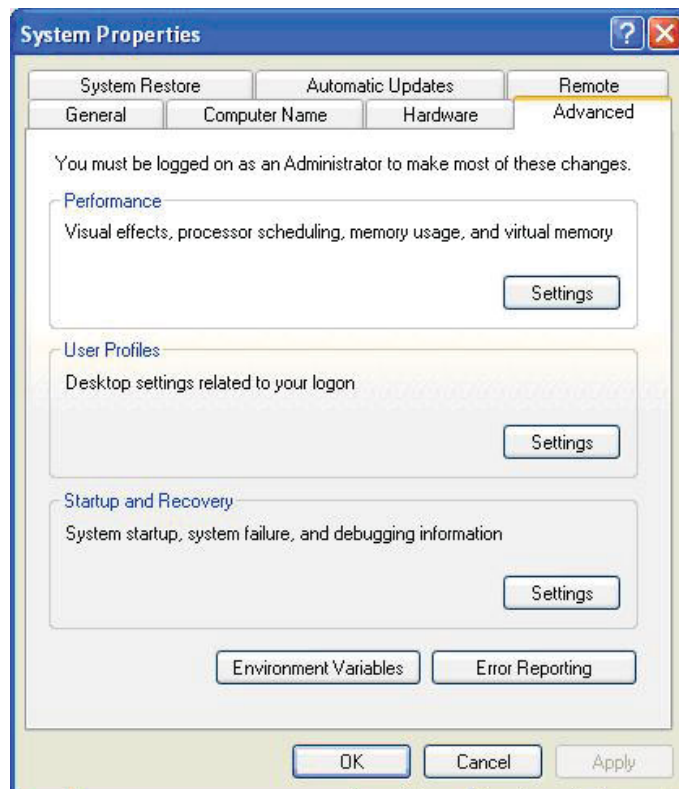 System Properties
System Restore Automatic Updates Remote
General Computer Name Hardware Advanced
You must be logged on as an Administrator to make most of these changes.
Performance
Visual effects, processor scheduling, memory usage, and virtual memory
Settings
User Profiles
Desktop settings related to your logon
Settings
Startup and Recovery
System startup, system failure, and debugging information
Settings
Environment Variables Error Reporting
OK Cancel Apply